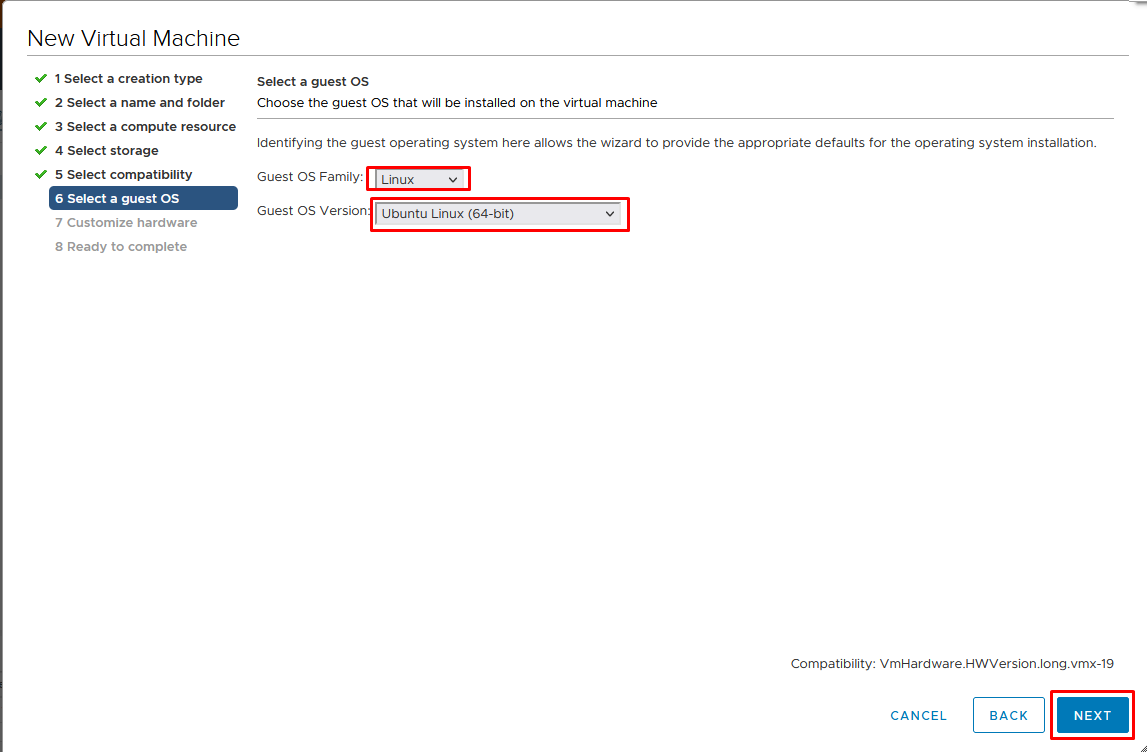 New Virtual Machine
1 Select a creation type
2 Select a name and folder
3 Select a compute resource
4 Select storage
5 Select compatibility
6 Select a guest OS
7 Customize hardware
8 Ready to complete
Select a guest OS
Choose the guest OS that will be installed on the virtual machine
Identifying the guest operating system here allows the wizard to provide the appropriate defaults for the operating system installation.
Guest OS Family: Linux
Guest OS Version: Ubuntu Linux (64-bit)
Compatibility: VmHardware.HWVersion.long.vmx-19
CANCEL BACK NEXT